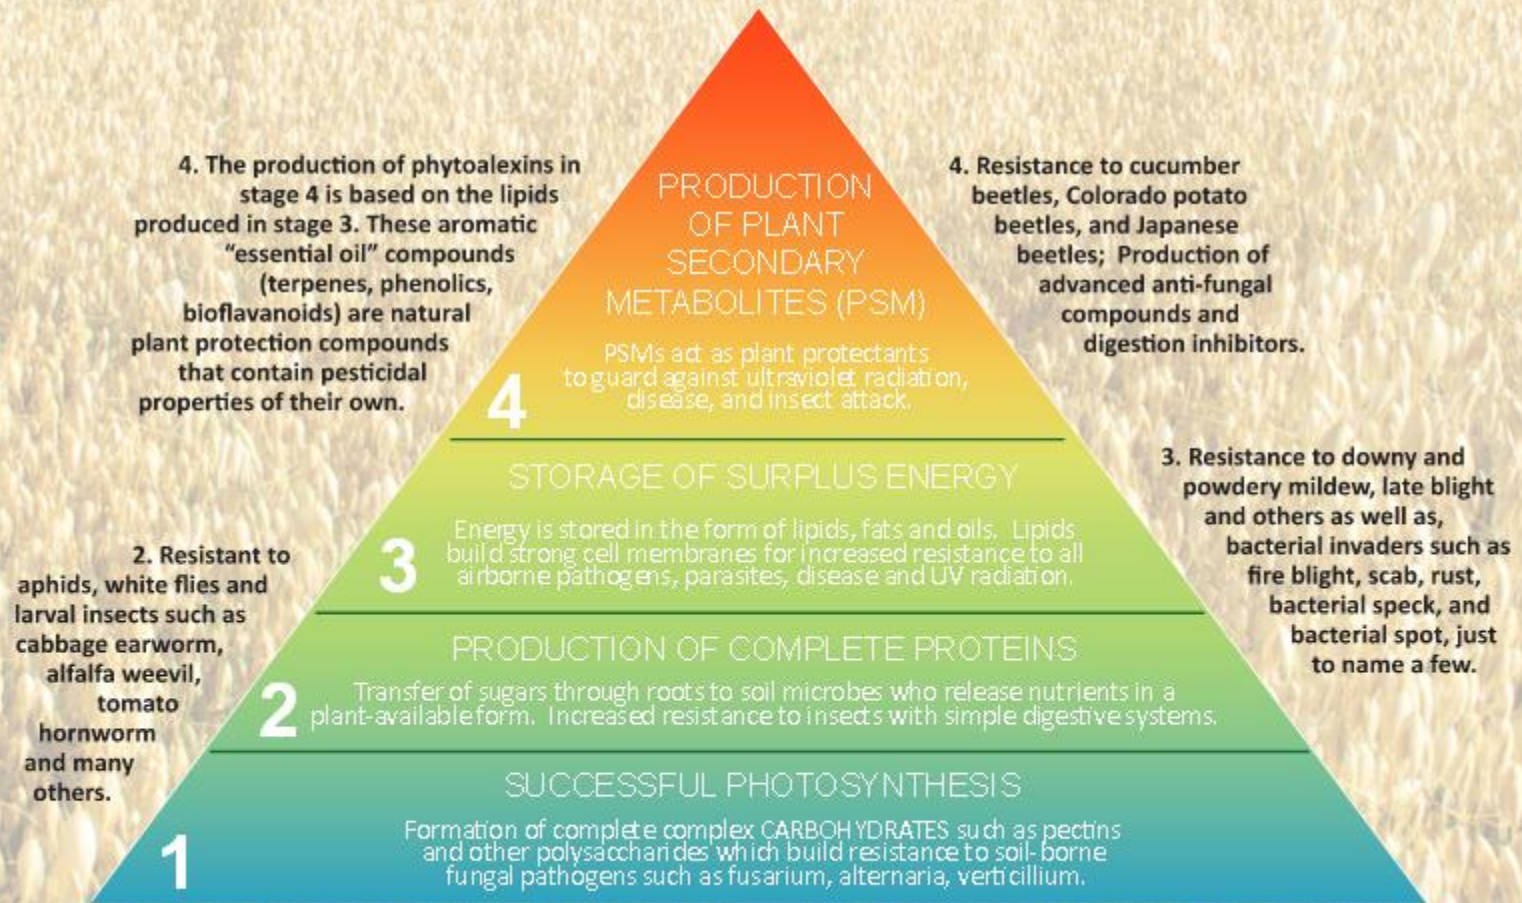 4. The production of phytoalexins in
stage 4 is based on the lipids
produced in stage 3. These aromatic
“essential oil” compounds
(terpenes, phenolics,
bioflavanoids) are natural
plant protection compounds
that contain pesticidal
properties of their own.
PRODUCTION
OF PLANT
SECONDARY
METABOLITES (PSM)
PSMs act as plant protectants
to guard against ultraviolet radiation,
disease, and insect attack.
4
4. Resistance to cucumber
beetles, Colorado potato
beetles, and Japanese
beetles; Production of
advanced anti-fungal
compounds and
digestion inhibitors.
STORAGE OF SURPLUS ENERGY
Energy is stored in the form of lipids, fats and oils. Lipids
build strong cell membranes for increased resistance to all
airborne pathogens, parasites, disease and UV radiation.
3
3. Resistance to downy and
powdery mildew, late blight
and others as well as,
bacterial invaders such as
fire blight, scab, rust,
bacterial speck, and
bacterial spot, just
to name a few.
2. Resistant to
aphids, white flies and
larval insects such as
cabbage earworm,
alfalfa weevil,
tomato
hornworm
and many
others.
PRODUCTION OF COMPLETE PROTEINS
Transfer of sugars through roots to soil microbes who release nutrients in a
plant-available form. Increased resistance to insects with simple digestive systems.
2
SUCCESSFUL PHOTOSYNTHESIS
Formation of complete complex CARBOHYDRATES such as pectins
and other polysaccharides which build resistance to soil-borne
fungal pathogens such as fusarium, alternaria, verticillium.
1